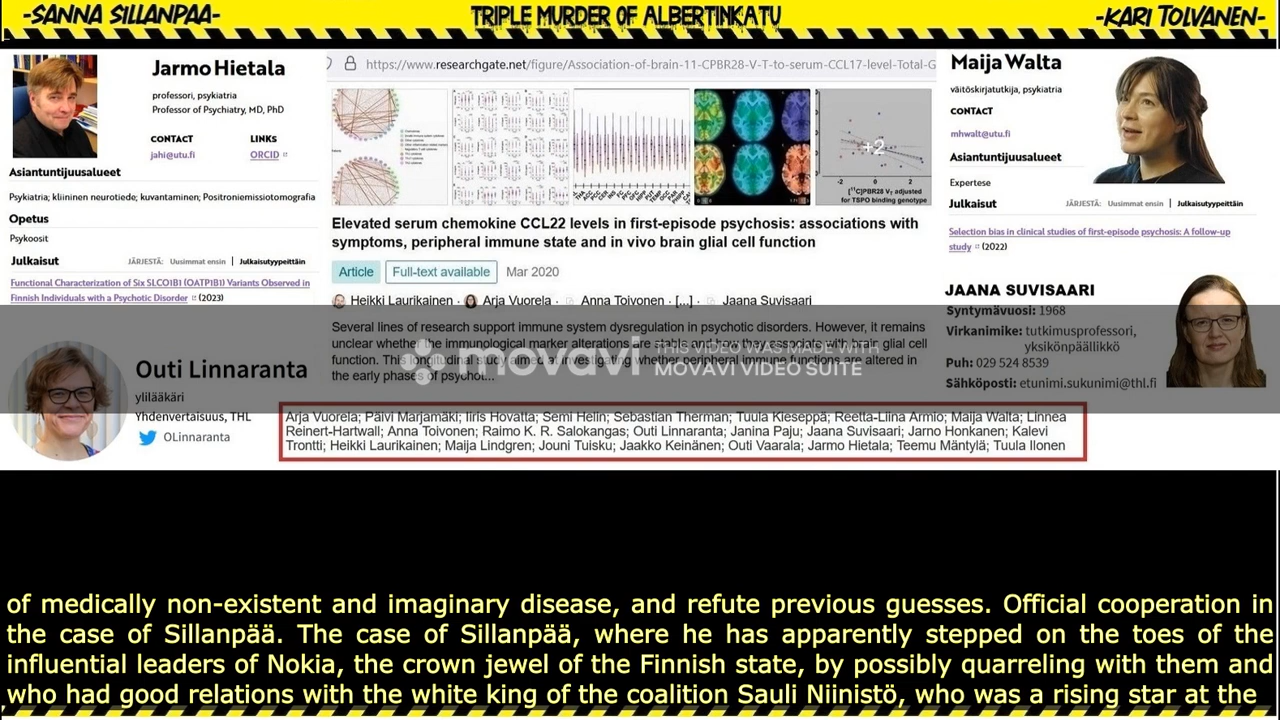 -SANNA SILLANPAA-
TRIPLE MURDER OF ALBERTINKATU
-KARI TOLVANEN-
Jarmo Hietala
professori, psykiatria
Professor of Psychiatry, MD, PhD
CONTACT
LINKS
jahi@utu.fi
ORCID
Asiantuntijuusalueet
Psykiatria; kliininen neurotiede; kuvantaminen; Positroniemissiotomografia
Opetus
Psykoosit
Julkaisut
JÄRJESTÄ: Uusimmat ensin | Julkaisutyypeittäin
Functional Characterization of Six SLCO1B1 (OATP1B1) Variants Observed in
Finnish Individuals with a Psychotic Disorder (2023)
https://www.researchgate.net/figure/Association-of-brain-11-CPBR28-V-T-to-serum-CCL17-level-Total-G
+2
-2 0 2
[¹¹C]PBR28 V_T adjusted
for TSPO binding genotype
Elevated serum chemokine CCL22 levels in first-episode psychosis: associations with
symptoms, peripheral immune state and in vivo brain glial cell function
Article Full-text available Mar 2020
Heikki Laurikainen · Arja Vuorela · Anna Toivonen · [...] · Jaana Suvisaari
Several lines of research support immune system dysregulation in psychotic disorders. However, it remains
unclear whether the immunological marker alterations are stable and how they associate with brain glial cell
function. This longitudinal study aimed at investigating whether peripheral immune functions are altered in
the early phases of psychot...
Maija Walta
väitöskirjatutkija, psykiatria
CONTACT
mhwalt@utu.fi
Asiantuntijuusalueet
Expertese
Julkaisut
JÄRJESTÄ: Uusimmat ensin | Julkaisutyypeittäin
Selection bias in clinical studies of first-episode psychosis: A follow-up
study (2022)
JAANA SUVISAARI
Syntymävuosi: 1968
Virkanimike: tutkimusprofessori,
yksikönpäällikkö
Puh: 029 524 8539
Sähköposti: etunimi.sukunimi@thl.fi
movavi
THIS VIDEO WAS MADE WITH
MOVAVI VIDEO SUITE
Outi Linnaranta
ylilääkäri
Yhdenvertaisuus, THL
OLinnaranta
Arja Vuorela; Päivi Marjamäki; Iiris Hovatta; Semi Helin; Sebastian Therman; Tuula Kieseppä; Reetta-Liina Armio; Maija Walta; Linnea
Reinert-Hartwall; Anna Toivonen; Raimo K. R. Salokangas; Outi Linnaranta; Janina Paju; Jaana Suvisaari; Jarno Honkanen; Kalevi
Trontti; Heikki Laurikainen; Maija Lindgren; Jouni Tuisku; Jaakko Keinänen; Outi Vaarala; Jarmo Hietala; Teemu Mäntylä; Tuula Ilonen
of medically non-existent and imaginary disease, and refute previous guesses. Official cooperation in
the case of Sillanpää. The case of Sillanpää, where he has apparently stepped on the toes of the
influential leaders of Nokia, the crown jewel of the Finnish state, by possibly quarreling with them and
who had good relations with the white king of the coalition Sauli Niinistö, who was a rising star at the